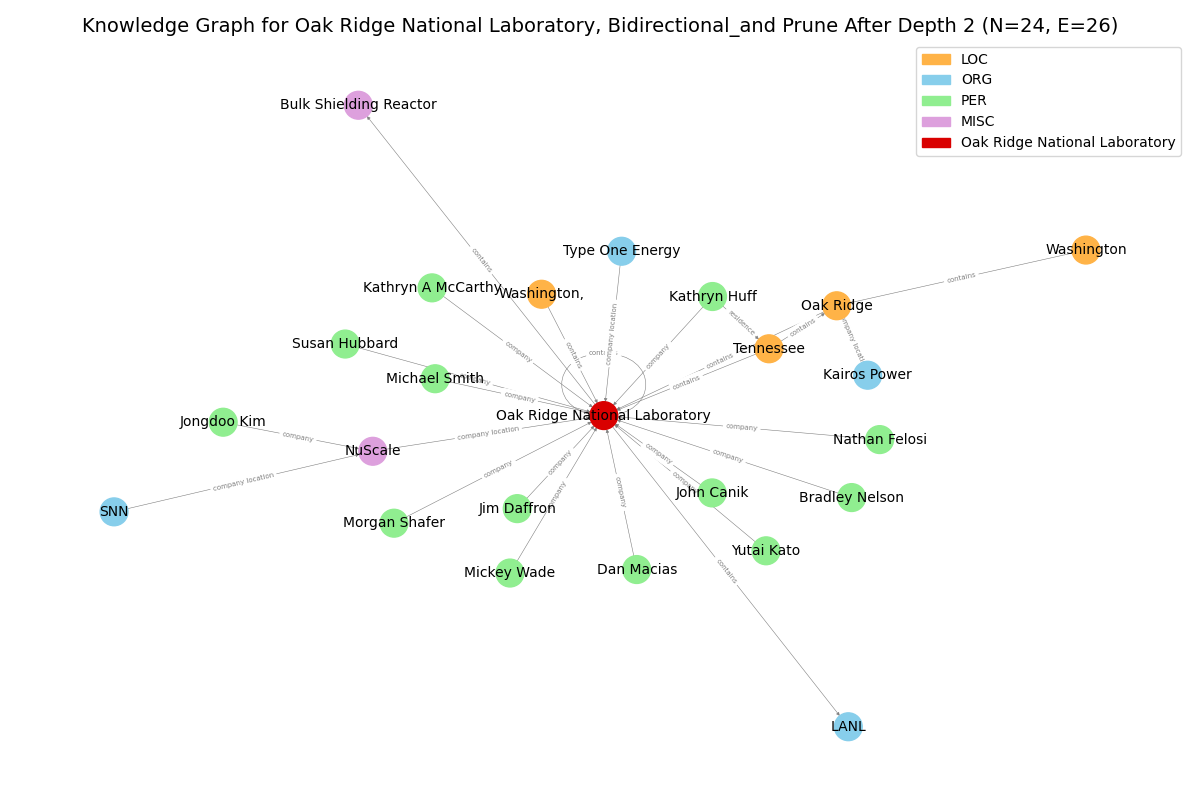 Knowledge Graph for Oak Ridge National Laboratory, Bidirectional_and Prune After Depth 2 (N=24, E=26)
LOC
ORG
PER
MISC
Oak Ridge National Laboratory
Bulk Shielding Reactor
contains
Type One Energy
Washington
contains
Kathryn A McCarthy
Washington,
Kathryn Huff
Oak Ridge
residence
contains
company location
company location
Susan Hubbard
Tennessee
company
contains
company
contains
contains
Michael Smith
company
company
Kairos Power
contains
Oak Ridge National Laboratory
Jongdoo Kim
company
NuScale
company location
company
Nathan Felosi
company
company
company
company
company location
SNN
company
company
company
John Canik
Bradley Nelson
Morgan Shafer
Jim Daffron
Yutai Kato
Mickey Wade
Dan Macias
contains
LANL